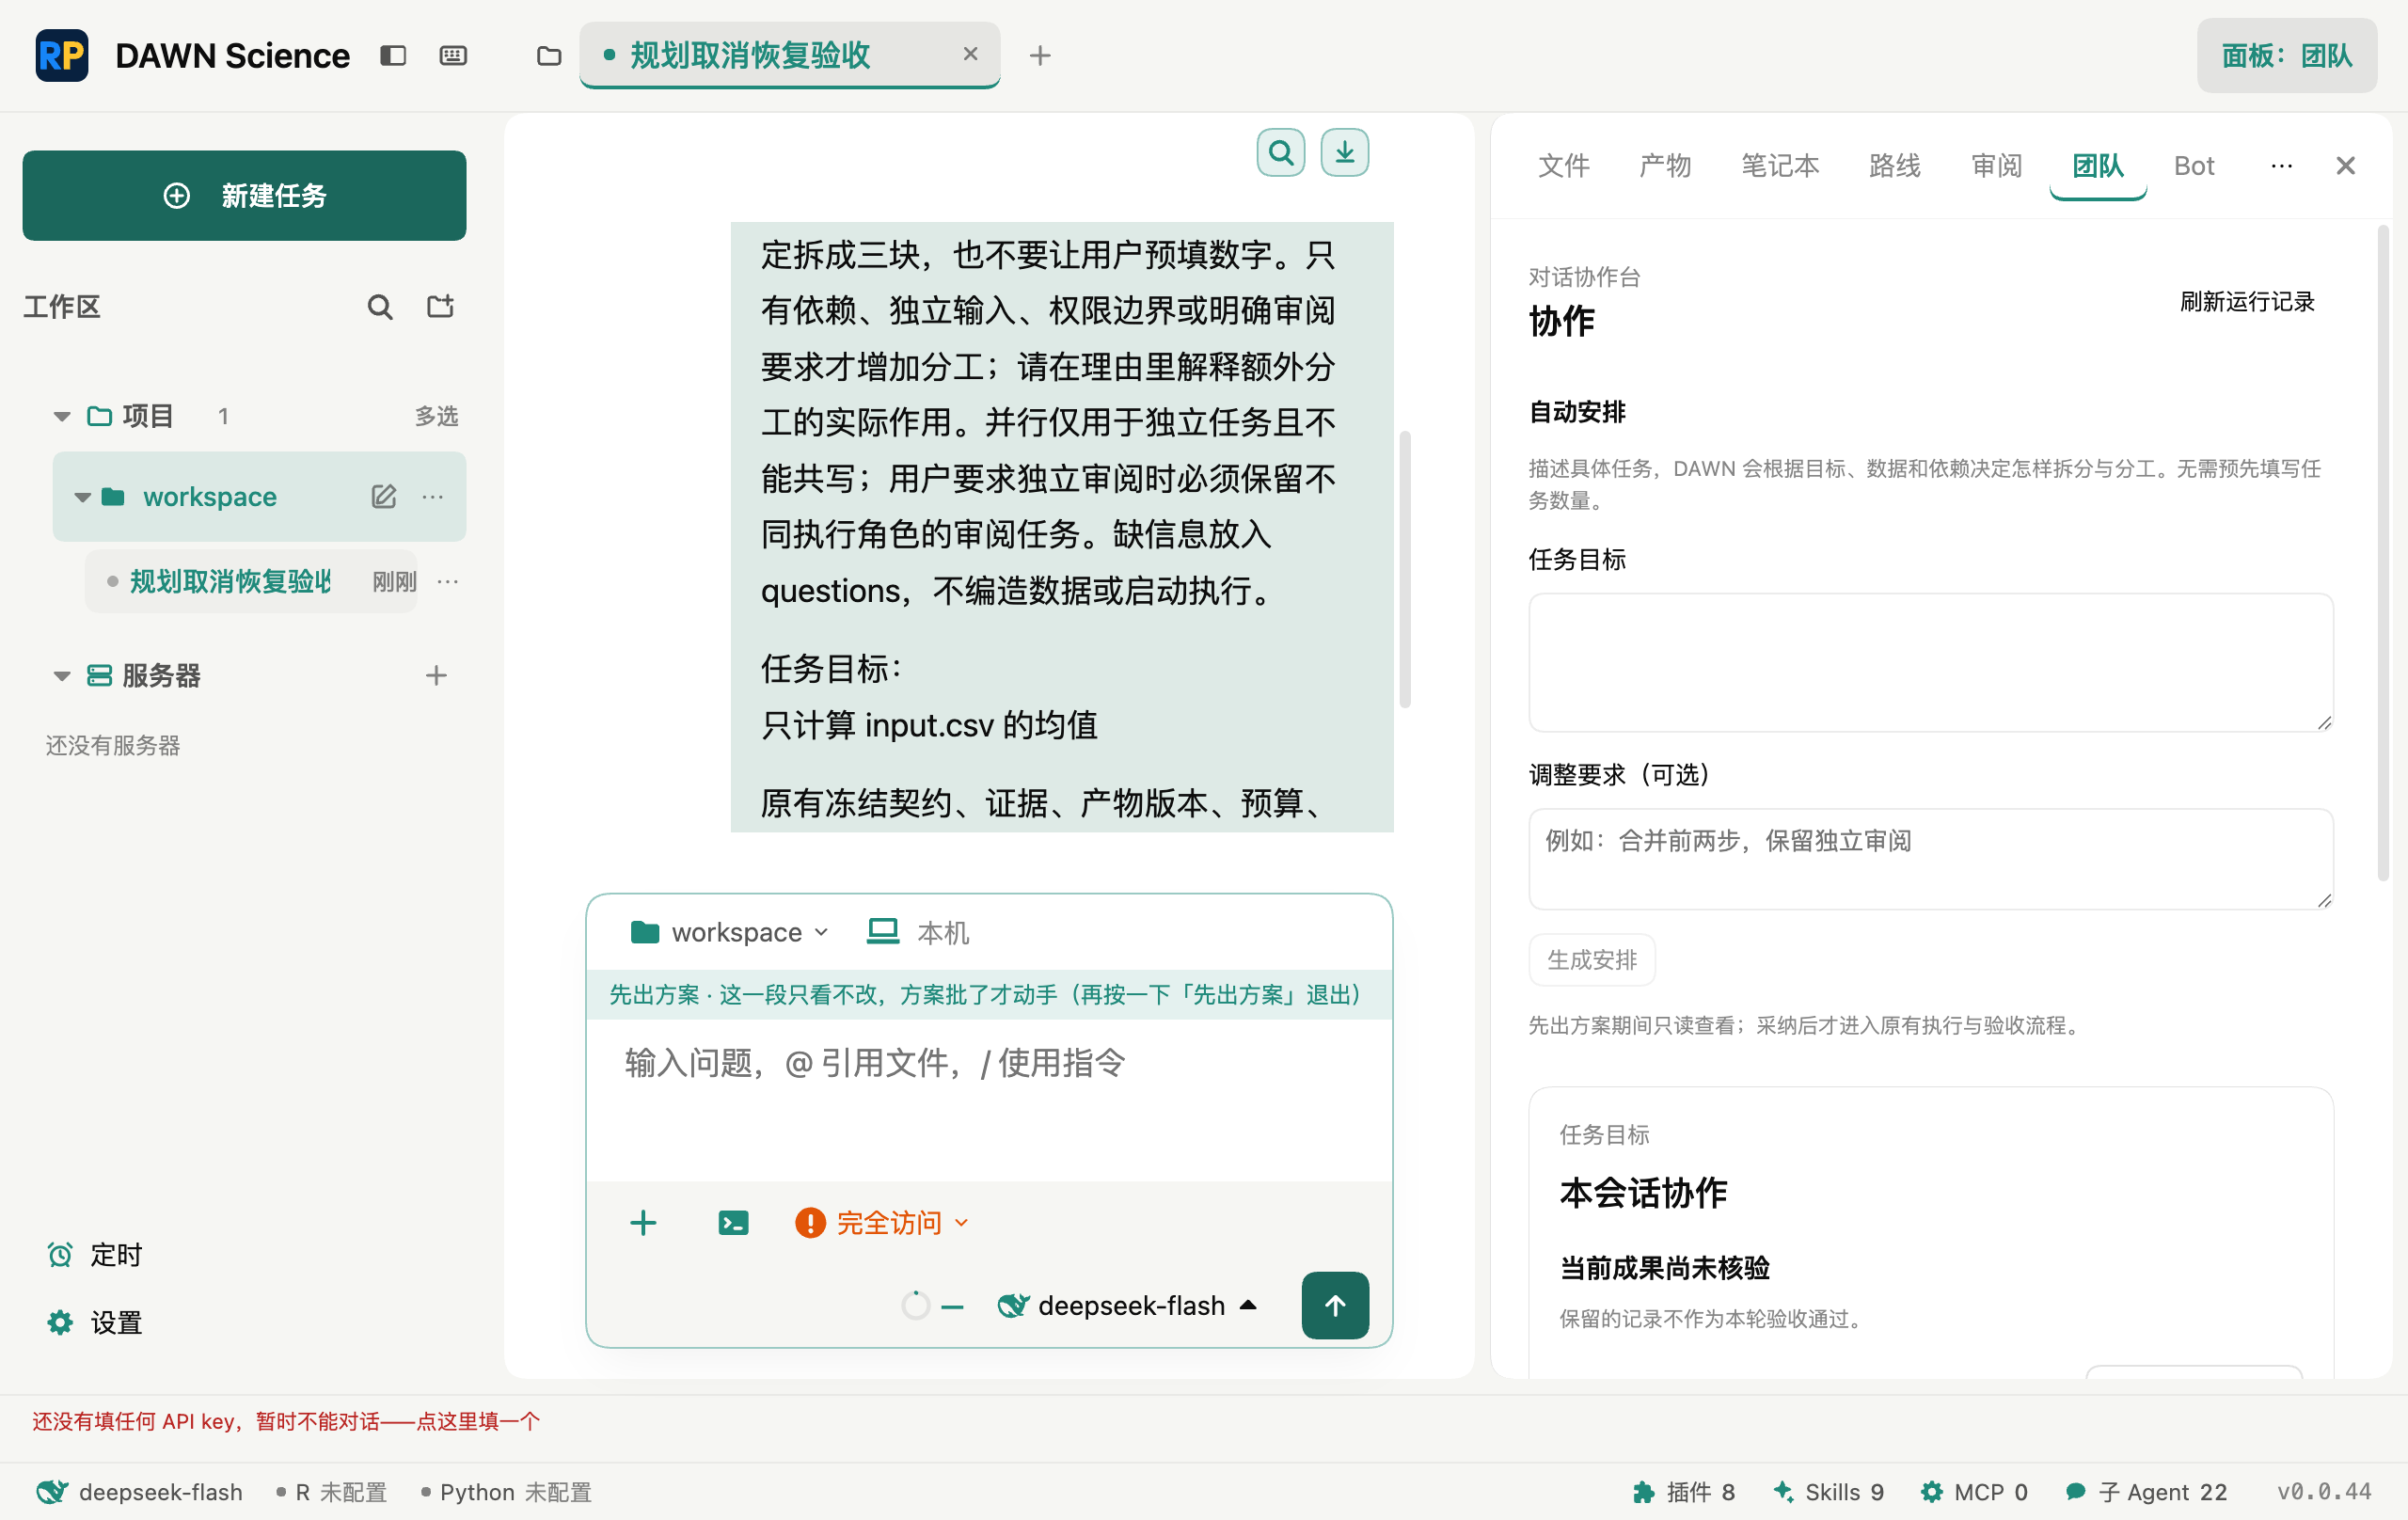 RP DAWN Science
规划取消恢复验收
面板：团队
新建任务
工作区
项目 1 多选
workspace
规划取消恢复验收 刚刚
服务器
还没有服务器
定时
设置
定拆成三块，也不要让用户预填数字。只
有依赖、独立输入、权限边界或明确审阅
要求才增加分工；请在理由里解释额外分
工的实际作用。并行仅用于独立任务且不
能共写；用户要求独立审阅时必须保留不
同执行角色的审阅任务。缺信息放入
questions，不编造数据或启动执行。
任务目标：
只计算 input.csv 的均值
原有冻结契约、证据、产物版本、预算、
workspace 本机
先出方案 · 这一段只看不改，方案批了才动手（再按一下「先出方案」退出）
输入问题，@ 引用文件，/ 使用指令
完全访问
deepseek-flash
文件 产物 笔记本 路线 审阅 团队 Bot
对话协作台
协作
刷新运行记录
自动安排
描述具体任务，DAWN 会根据目标、数据和依赖决定怎样拆分与分工。无需预先填写任
务数量。
任务目标
调整要求（可选）
例如：合并前两步，保留独立审阅
生成安排
先出方案期间只读查看；采纳后才进入原有执行与验收流程。
任务目标
本会话协作
当前成果尚未核验
保留的记录不作为本轮验收通过。
还没有填任何 API key，暂时不能对话——点这里填一个
deepseek-flash R 未配置 Python 未配置
插件 8 Skills 9 MCP 0 子 Agent 22 v0.0.44